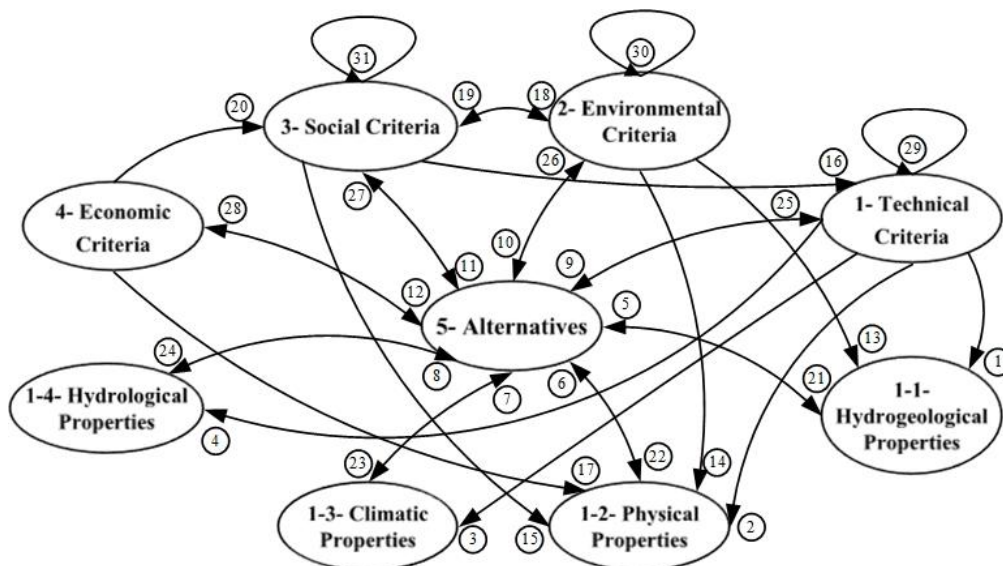 31
30
19
18
20
3- Social Criteria
2- Environmental
Criteria
29
26
16
27
25
4- Economic
Criteria
28
1- Technical
Criteria
10
11
9
12
5
5- Alternatives
24
8
7
6
13
1
21
1-4- Hydrological
Properties
4
1-1-
Hydrogeological
Properties
23
22
17
14
1-3- Climatic
Properties
3
15
1-2- Physical
Properties
2